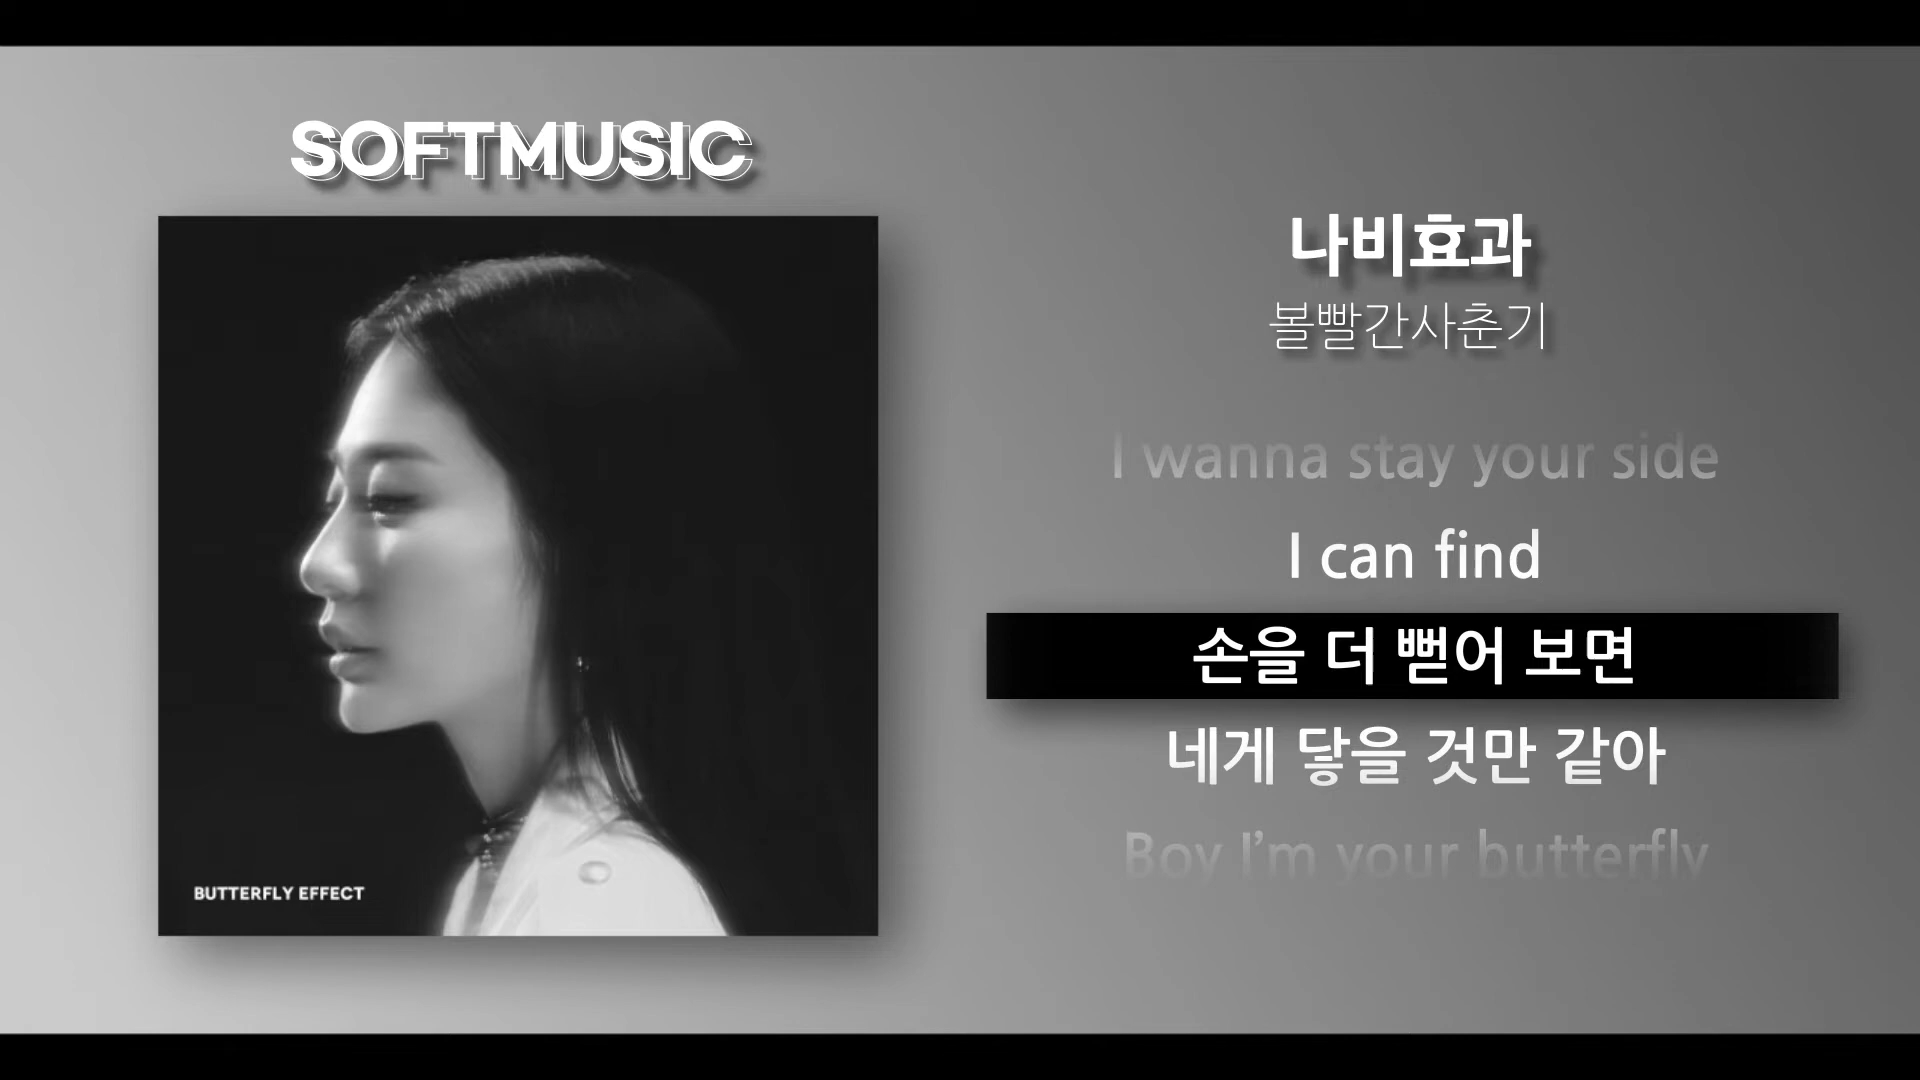 SOFTMUSIC
BUTTERFLY EFFECT
나비효과
볼빨간사춘기
I wanna stay your side
I can find
손을 더 뻗어 보면
네게 닿을 것만 같아
Boy I’m your butterfly